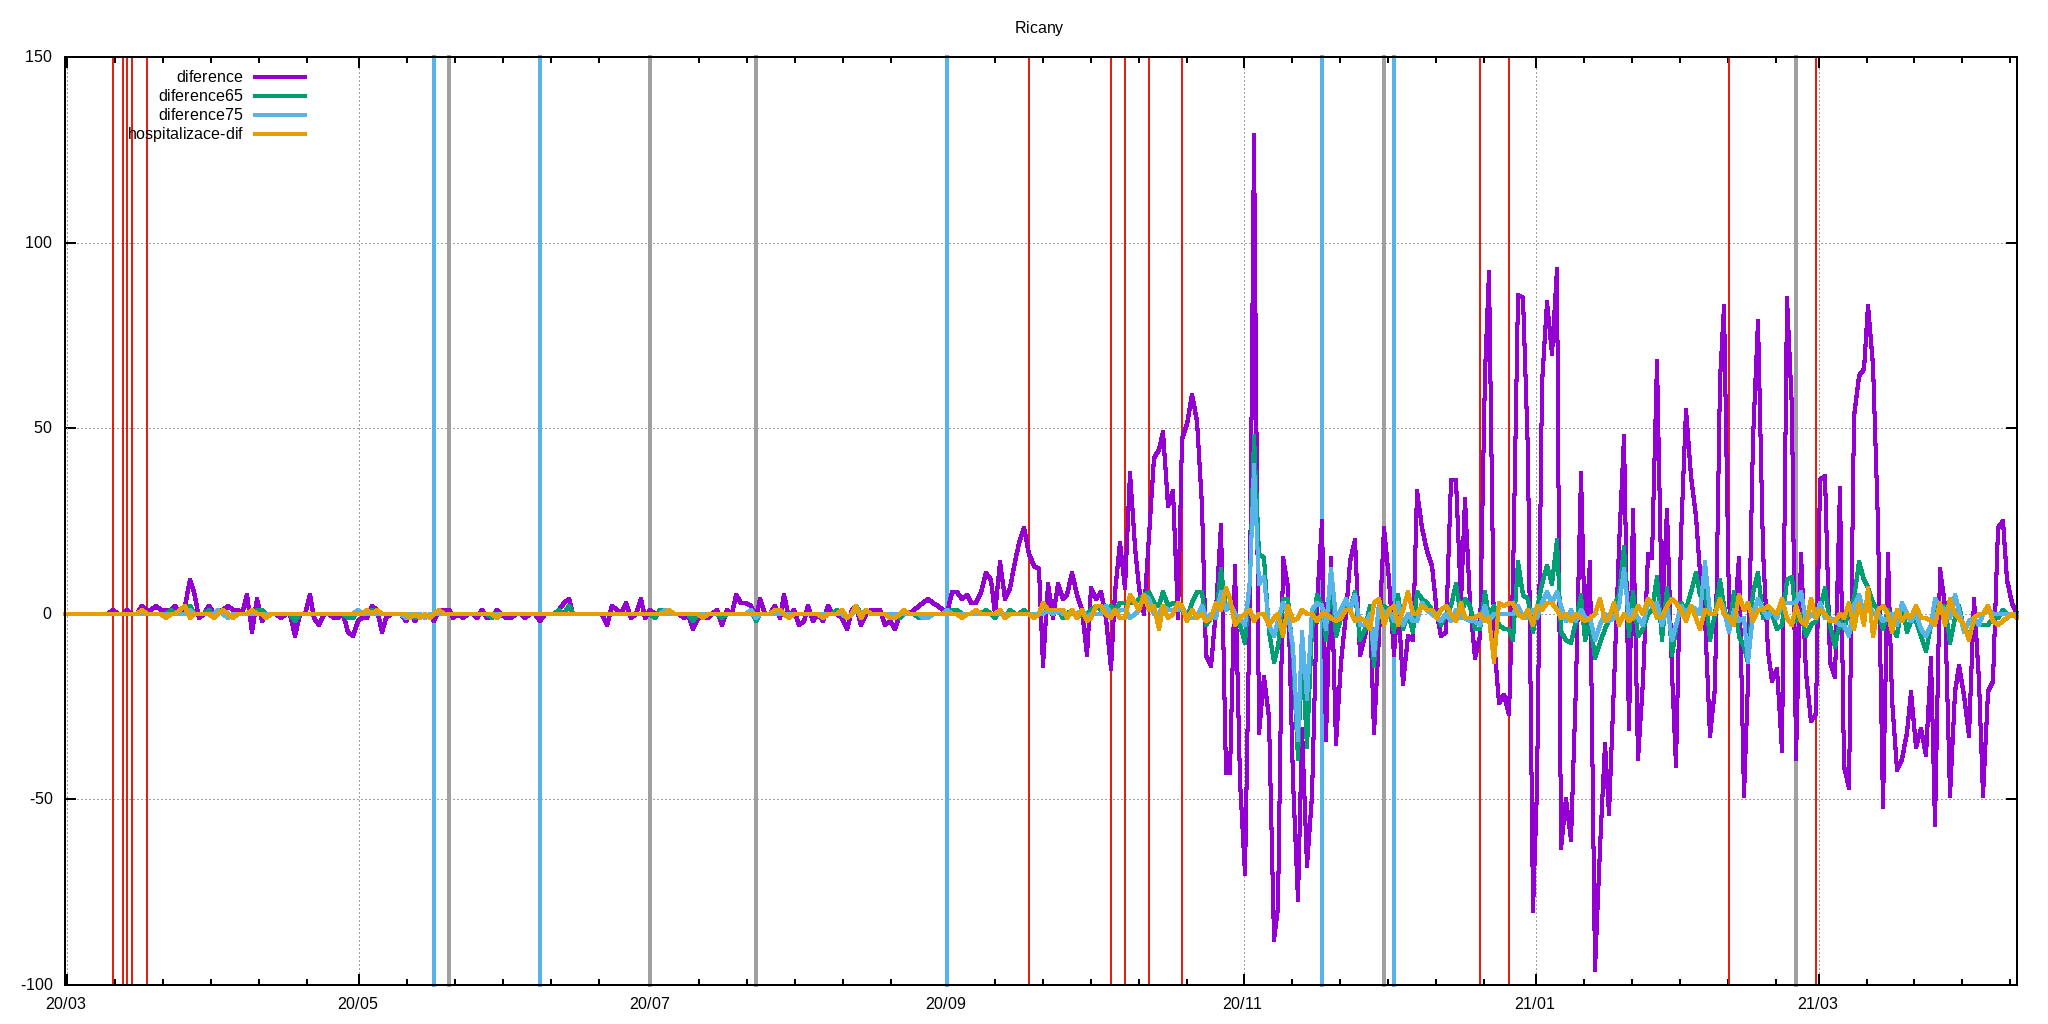 Ricany
150
diference
diference65
diference75
hospitalizace-dif
100
50
0
-50
-100
20/03 20/05 20/07 20/09 20/11 21/01 21/03